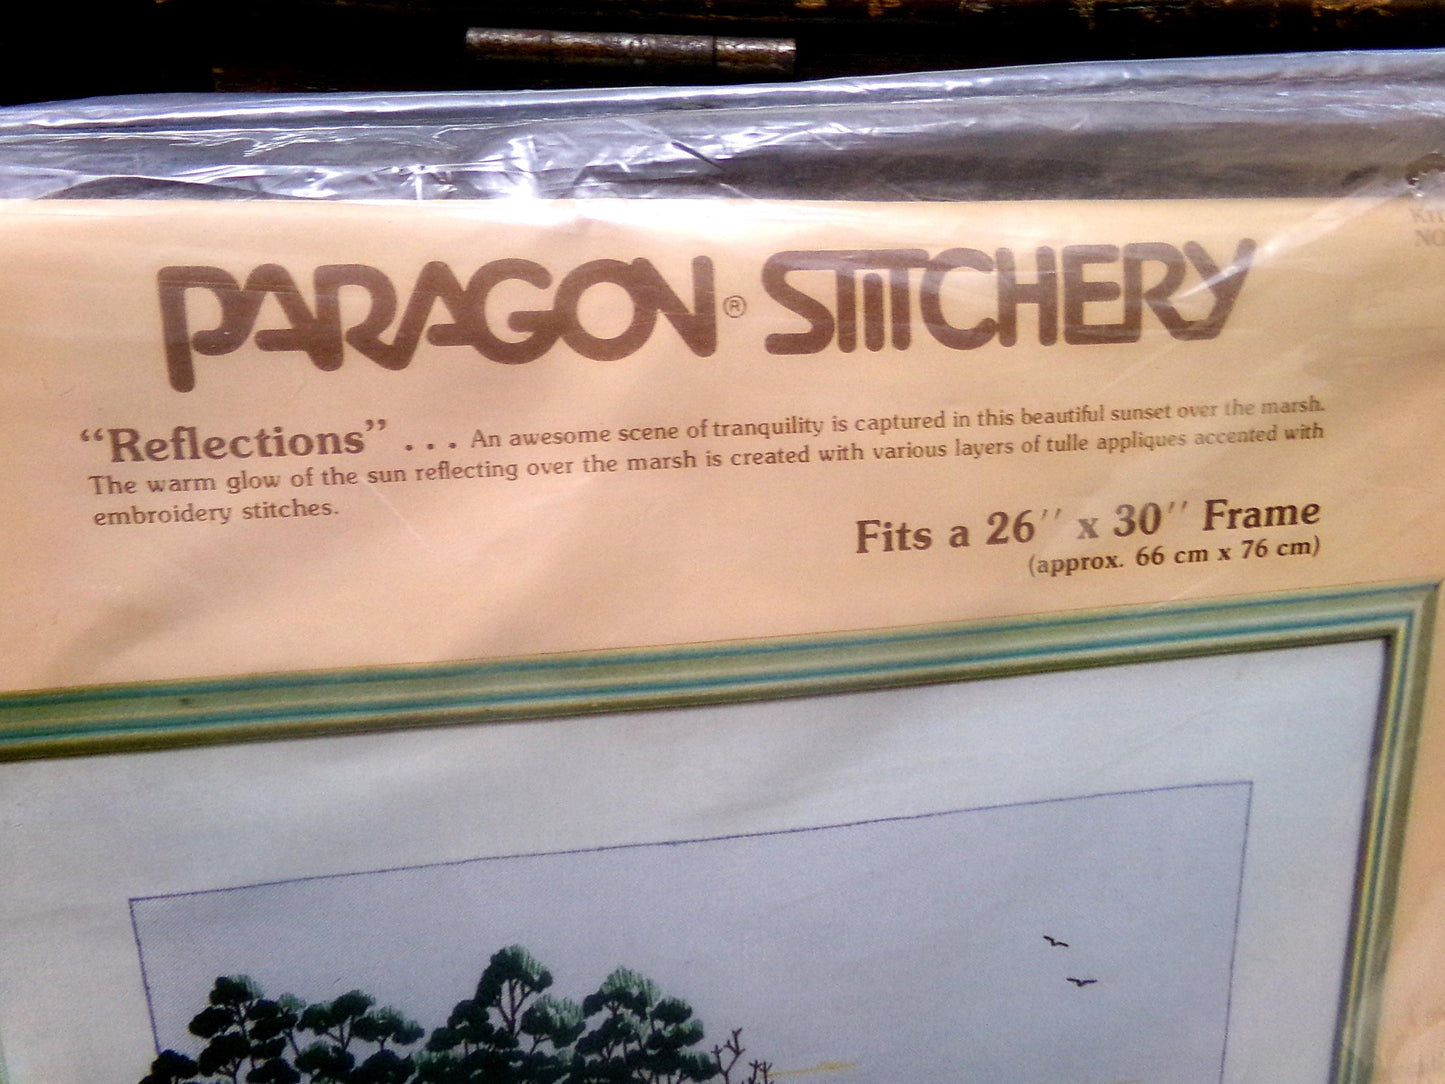 PARAGON® STITCHERY
"Reflections" . . . An awesome scene of tranquility is captured in this beautiful sunset over the marsh.
The warm glow of the sun reflecting over the marsh is created with various layers of tulle appliques accented with
embroidery stitches.
Fits a 26'' x 30'' Frame
(approx. 66 cm x 76 cm)